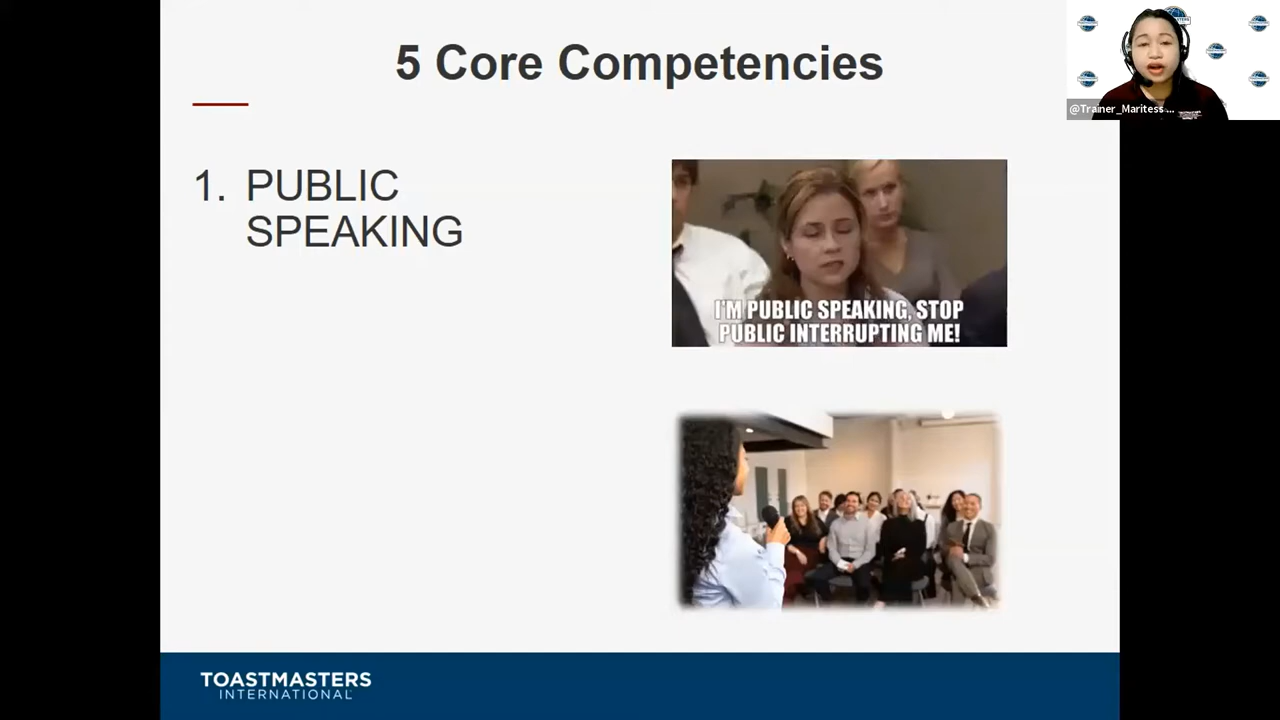 5 Core Competencies
@Trainer_Maritess ...
1. PUBLIC
SPEAKING
I'M PUBLIC SPEAKING, STOP
PUBLIC INTERRUPTING ME!
TOASTMASTERS
INTERNATIONAL